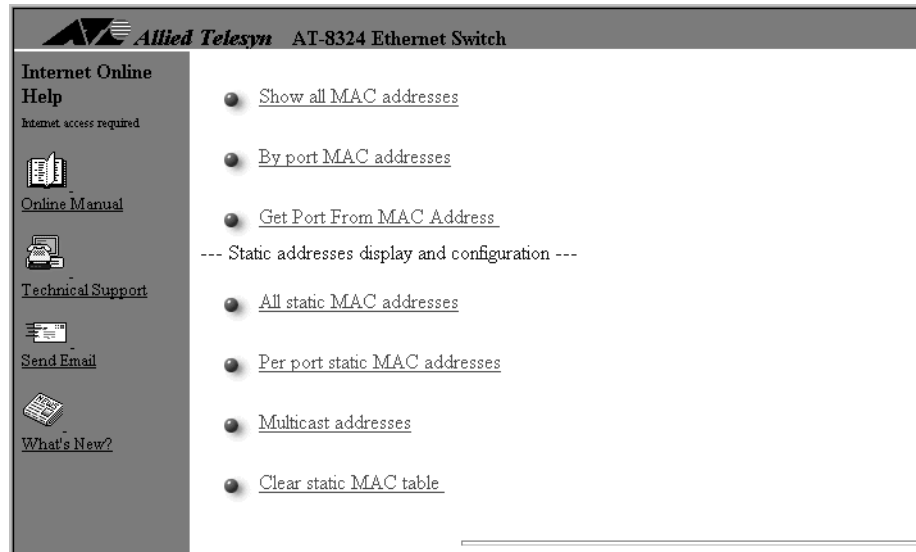 Allied Telesyn AT-8324 Ethernet Switch
Internet Online
Help
Internet access required
Online Manual
Technical Support
Send Email
What's New?
Show all MAC addresses
By port MAC addresses
Get Port From MAC Address
--- Static addresses display and configuration ---
All static MAC addresses
Per port static MAC addresses
Multicast addresses
Clear static MAC table